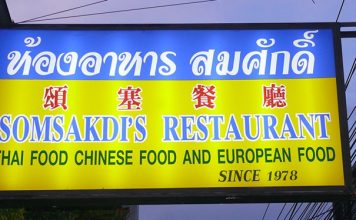 ห้องอาหาร สมศักดิ์
頌塞餐廳
SOMSAKDI'S RESTAURANT
THAI FOOD CHINESE FOOD AND EUROPEAN FOOD
SINCE 1978